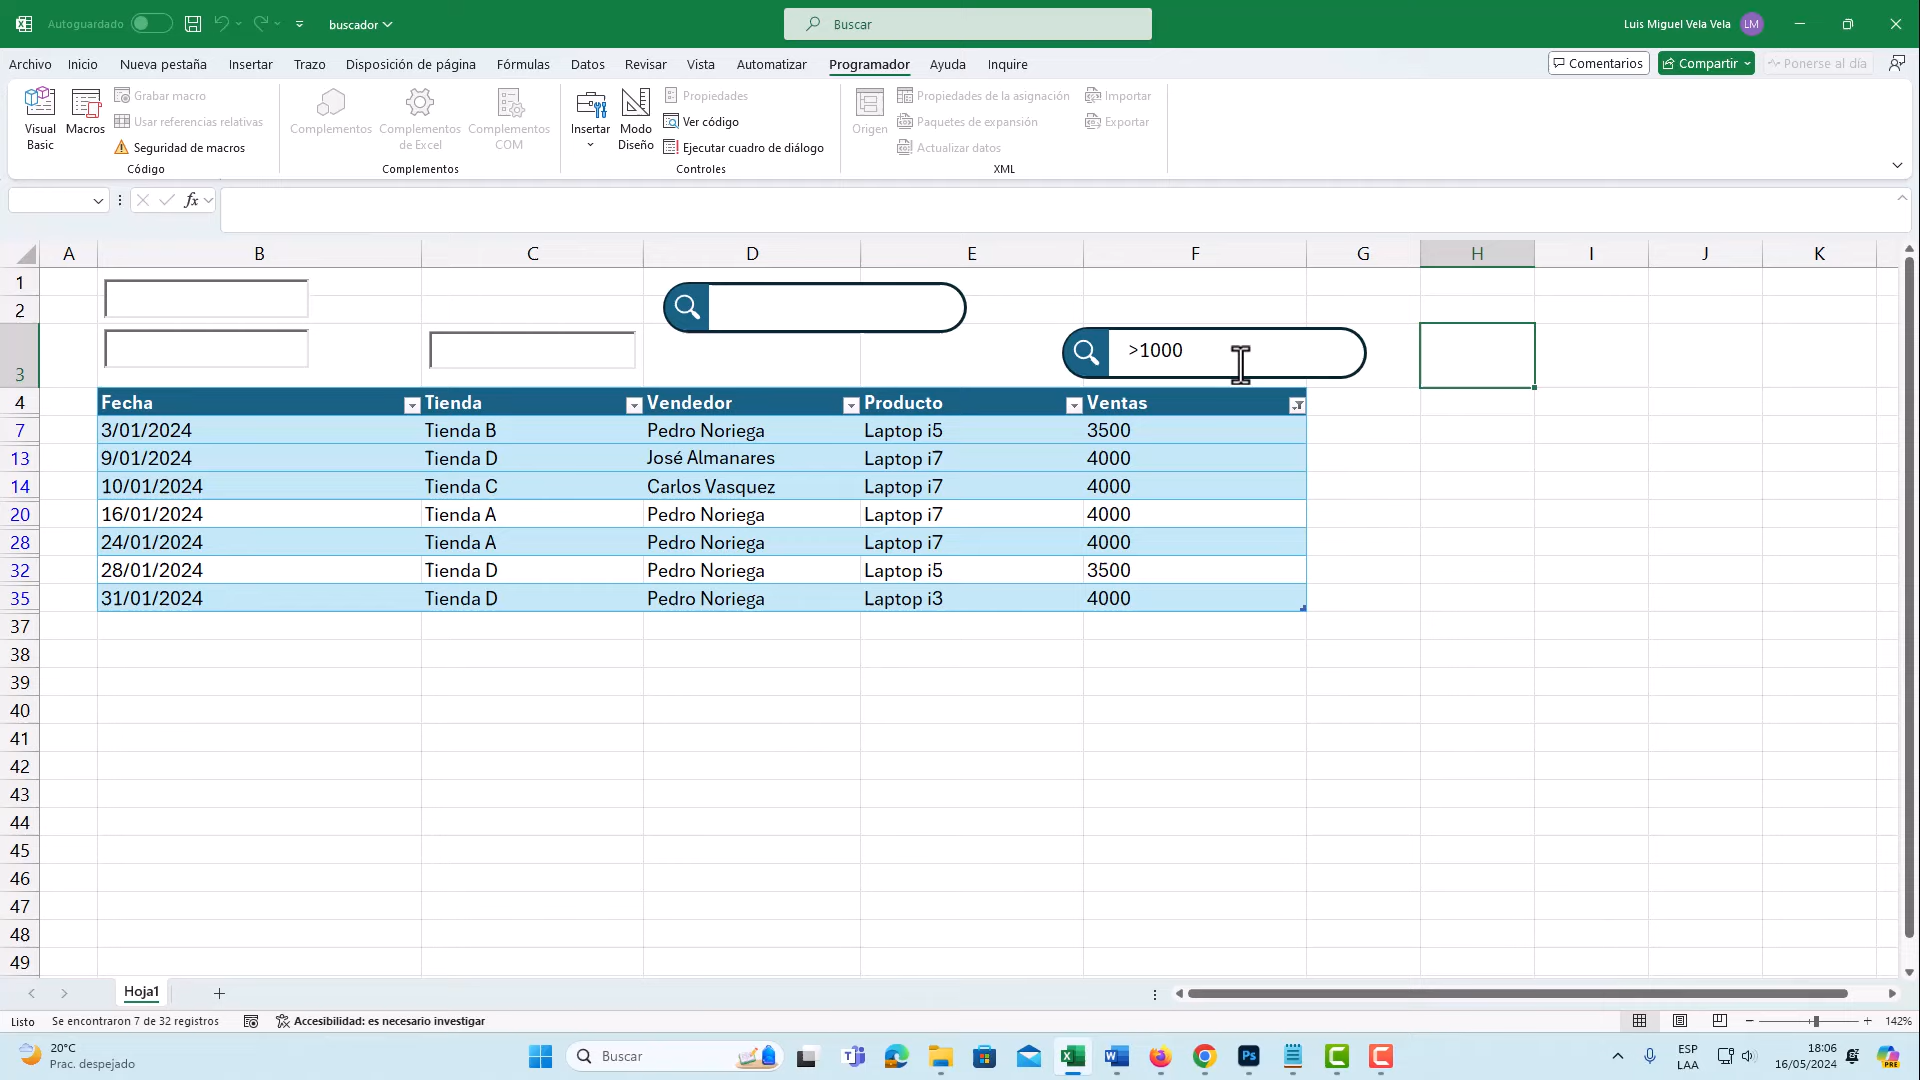 Autoguardado
buscador
Buscar
Luis Miguel Vela Vela LM
Archivo Inicio Nueva pestaña Insertar Trazo Disposición de página Fórmulas Datos Revisar Vista Automatizar Programador Ayuda Inquire
Comentarios Compartir Ponerse al día
Visual Basic
Macros
Grabar macro
Usar referencias relativas
Seguridad de macros
Código
Complementos
Complementos de Excel
Complementos COM
Complementos
Insertar
Modo Diseño
Propiedades
Ver código
Ejecutar cuadro de diálogo
Controles
Origen
Propiedades de la asignación
Paquetes de expansión
Actualizar datos
Importar
Exportar
XML
fx
A B C D E F G H I J K
1
2
3 >1000
4 Fecha Tienda Vendedor Producto Ventas
7 3/01/2024 Tienda B Pedro Noriega Laptop i5 3500
13 9/01/2024 Tienda D José Almanares Laptop i7 4000
14 10/01/2024 Tienda C Carlos Vasquez Laptop i7 4000
20 16/01/2024 Tienda A Pedro Noriega Laptop i7 4000
28 24/01/2024 Tienda A Pedro Noriega Laptop i7 4000
32 28/01/2024 Tienda D Pedro Noriega Laptop i5 3500
35 31/01/2024 Tienda D Pedro Noriega Laptop i3 4000
37
38
39
40
41
42
43
44
45
46
47
48
49
Hoja1
Listo Se encontraron 7 de 32 registros Accesibilidad: es necesario investigar 142%
20°C
Prac. despejado
Buscar
ESP
LAA
18:06
16/05/2024